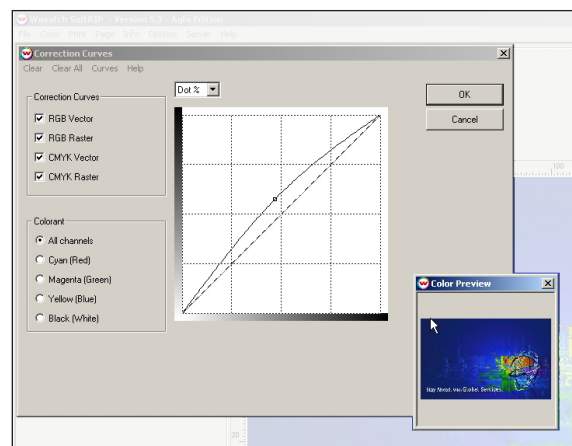 Wasatch SoftRIP - Version 5.3 - Agfa Edition
File Color Print Page Info Options Server Help
Correction Curves
Clear Clear All Curves Help
Dot %
OK
Cancel
Correction Curves
RGB Vector
RGB Raster
CMYK Vector
CMYK Raster
Colorant
All channels
Cyan (Red)
Magenta (Green)
Yellow (Blue)
Black (White)
100
Color Preview
Global Services.
20